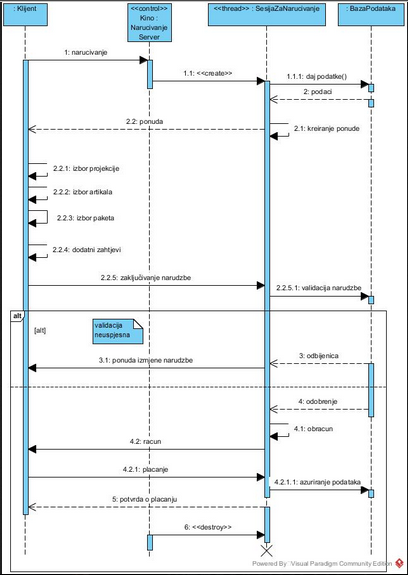 : Klijent
<<control>>
Kino :
Narucivanje
Server
<<thread>> : SesijaZaNarucivanje
: BazaPodataka
1: narucivanje
1.1: <<create>>
1.1.1: daj podatke()
2: podaci
2.2: ponuda
2.1: kreiranje ponude
2.2.1: izbor projekcije
2.2.2: izbor artikala
2.2.3: izbor paketa
2.2.4: dodatni zahtjevi
2.2.5: zaključivanje narudzbe
2.2.5.1: validacija narudzbe
alt
[alt]
validacija
neuspjesna
3: odbijenica
3.1: ponuda izmjene narudzbe
4: odobrenje
4.1: obracun
4.2: racun
4.2.1: placanje
4.2.1.1: azuriranje podataka
5: potvrda o placanju
6: <<destroy>>
Powered By Visual Paradigm Community Edition